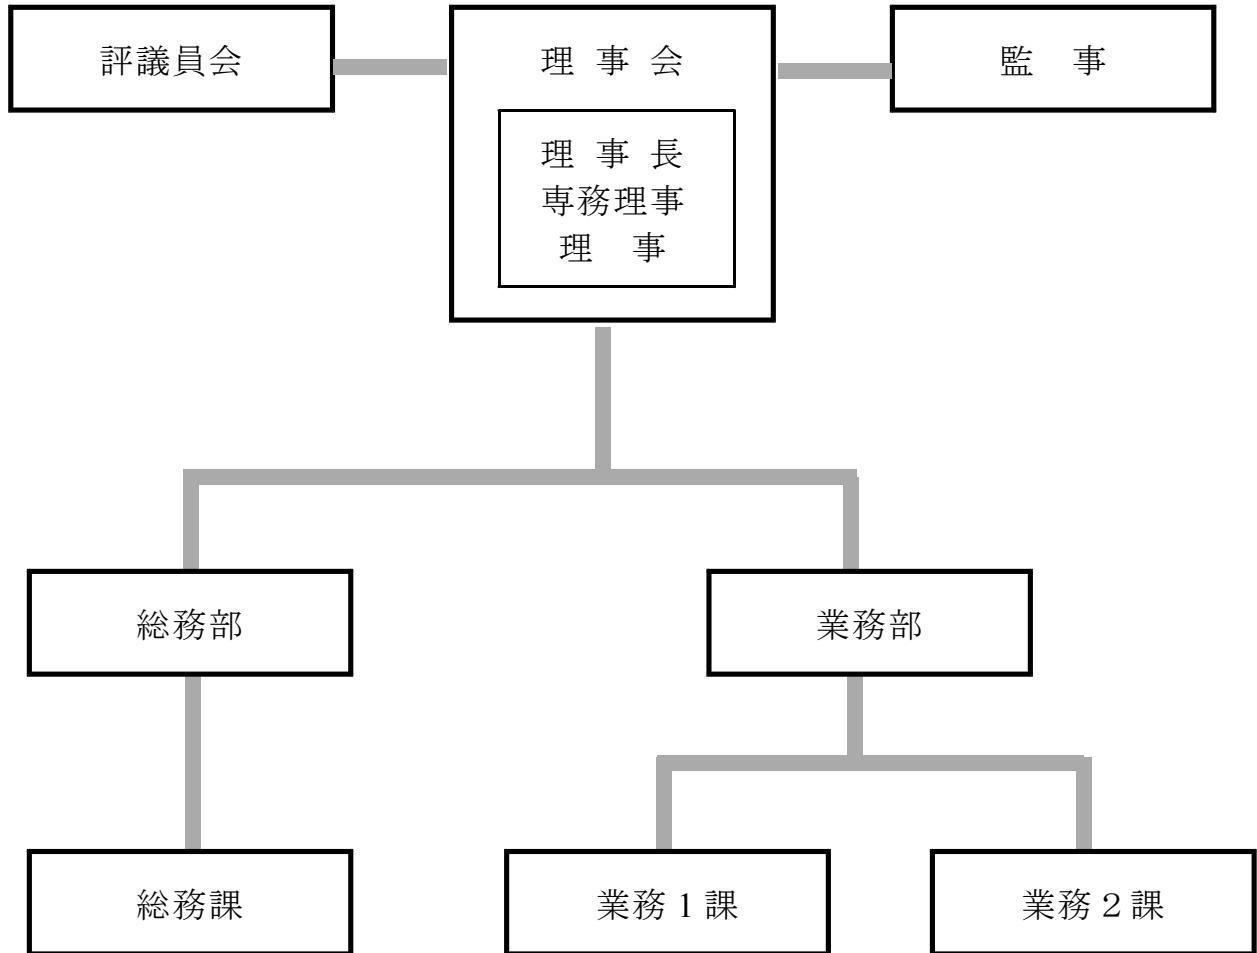 評議員会
理事会
監事
理事長
専務理事
理事
総務部
業務部
総務課
業務１課
業務２課